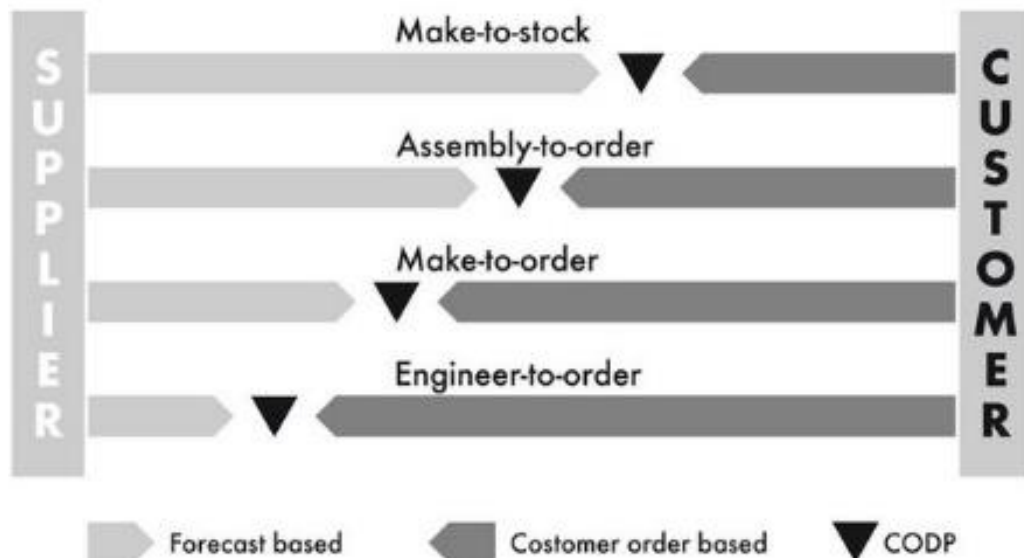 SUPPLIER
Make-to-stock
Assembly-to-order
Make-to-order
Engineer-to-order
CUSTOMER
Forecast based
Costumer order based
CODP